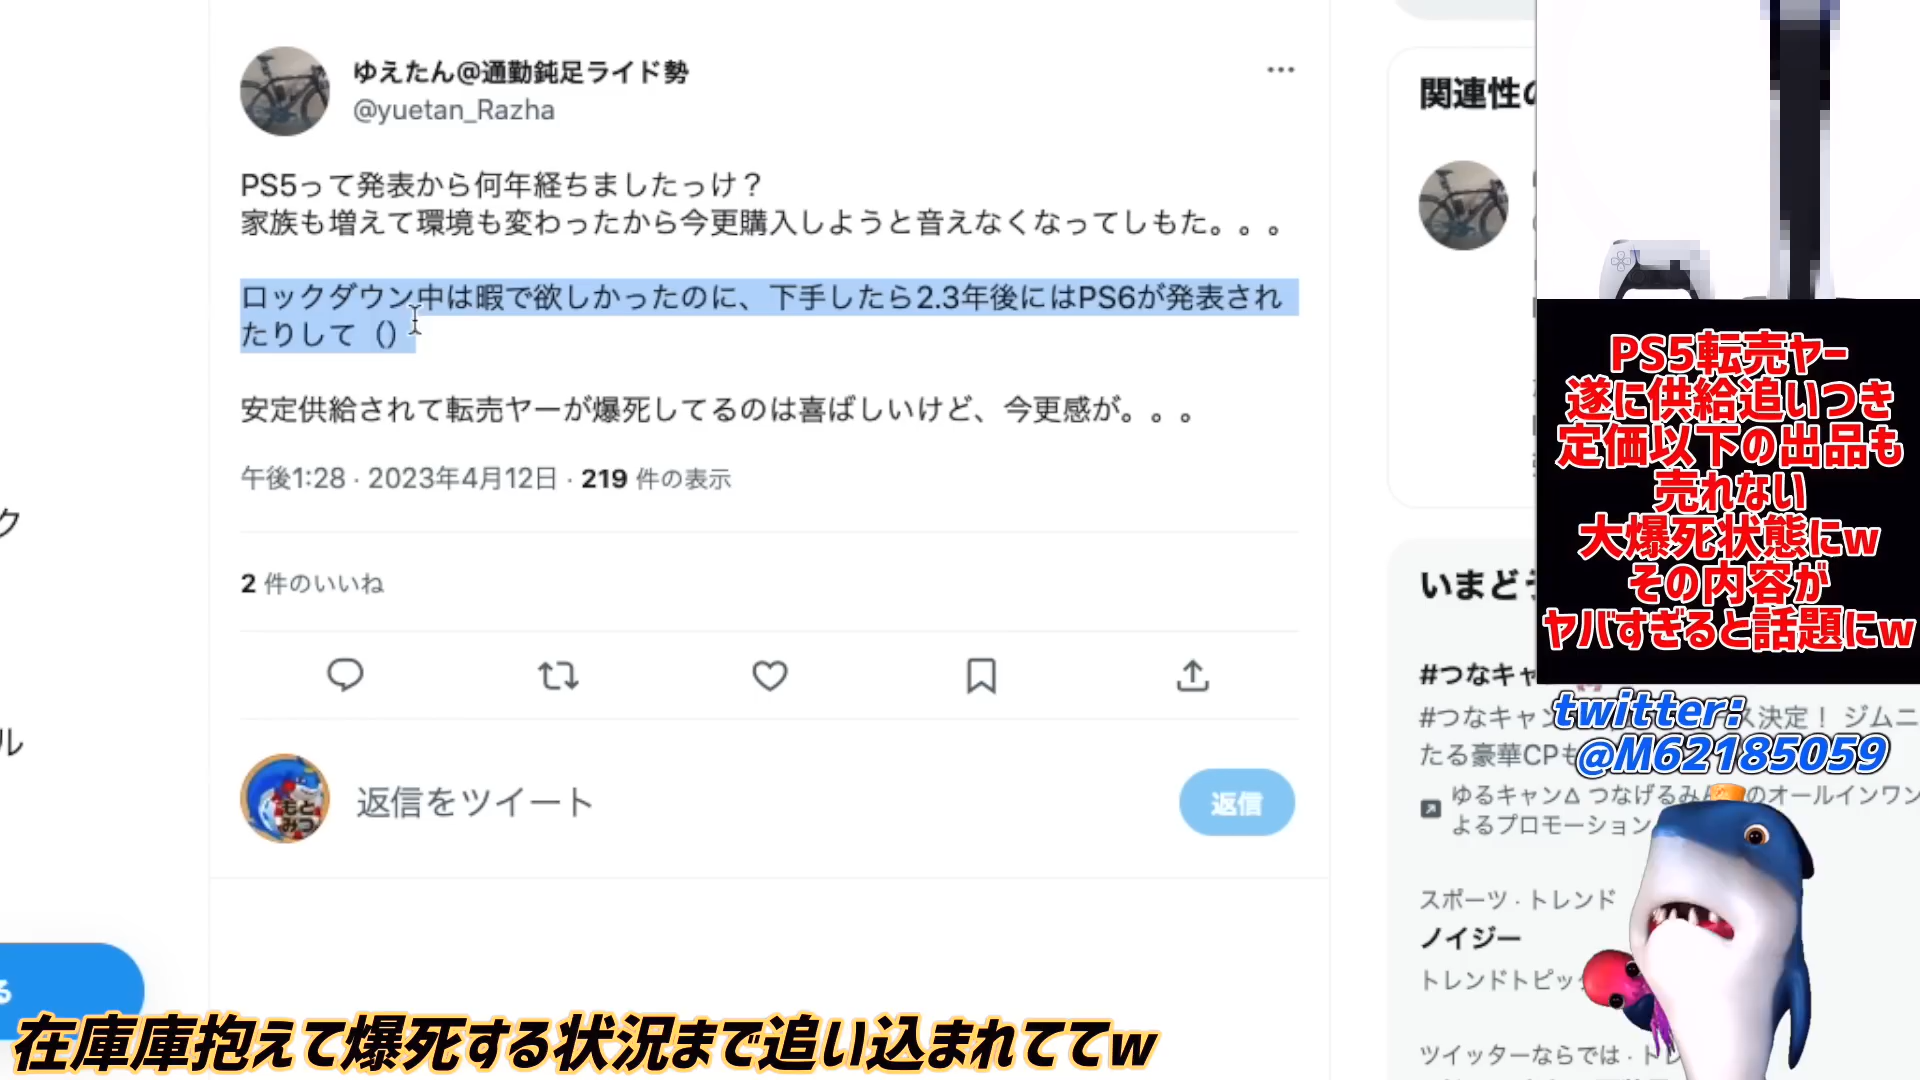 ゆえたん@通勤鈍足ライド勢
@yuetan_Razha
PS5って発表から何年経ちましたっけ？
家族も増えて環境も変わったから今更購入しようと音えなくなってしもた。。。
ロックダウン中は暇で欲しかったのに、下手したら2.3年後にはPS6が発表され
たりして（）
安定供給されて転売ヤーが爆死してるのは喜ばしいけど、今更感が。。。
午後1:28 · 2023年4月12日 · 219 件の表示
2 件のいいね
もと
みつ
返信をツイート
返信
ク
ル
る
関連性の
いまどう
#つなキャ
#つなキャン
ス決定！ ジムニ
たる豪華CPも
ゆるキャン△ つなげるみん
のオールインワン
よるプロモーション
スポーツ · トレンド
ノイジー
トレンドトピッ
ツイッターならでは · トレ
PS5転売ヤー
遂に供給追いつき
定価以下の出品も
売れない
大爆死状態にw
その内容が
ヤバすぎると話題にw
twitter:
@M62185059
在庫庫抱えて爆死する状況まで追い込まれててw